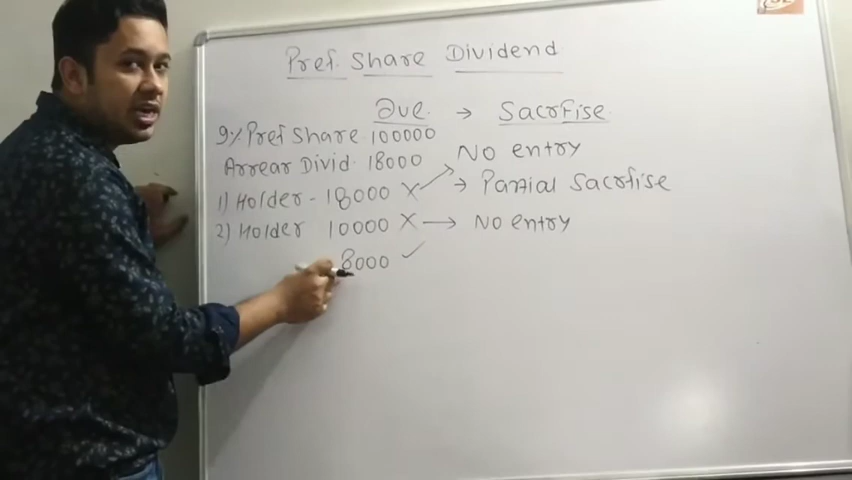 Pref. Share Dividend
Due → Sacrfise
9% Pref Share 100000
Arrear Divid. 18000 No entry
1) Holder - 18000 X → Partial Sacrfise
2) Holder 10000 X → No entry
8000 ✓